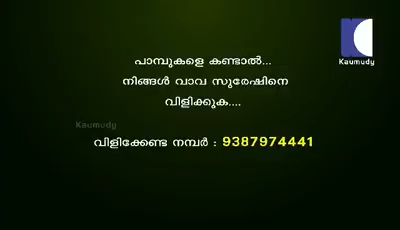 Kaumudy
പാമ്പുകളെ കണ്ടാൽ...
നിങ്ങൾ വാവ സുരേഷിനെ
വിളിക്കുക....
Kaumudy
വിളിക്കേണ്ട നമ്പർ : 9387974441